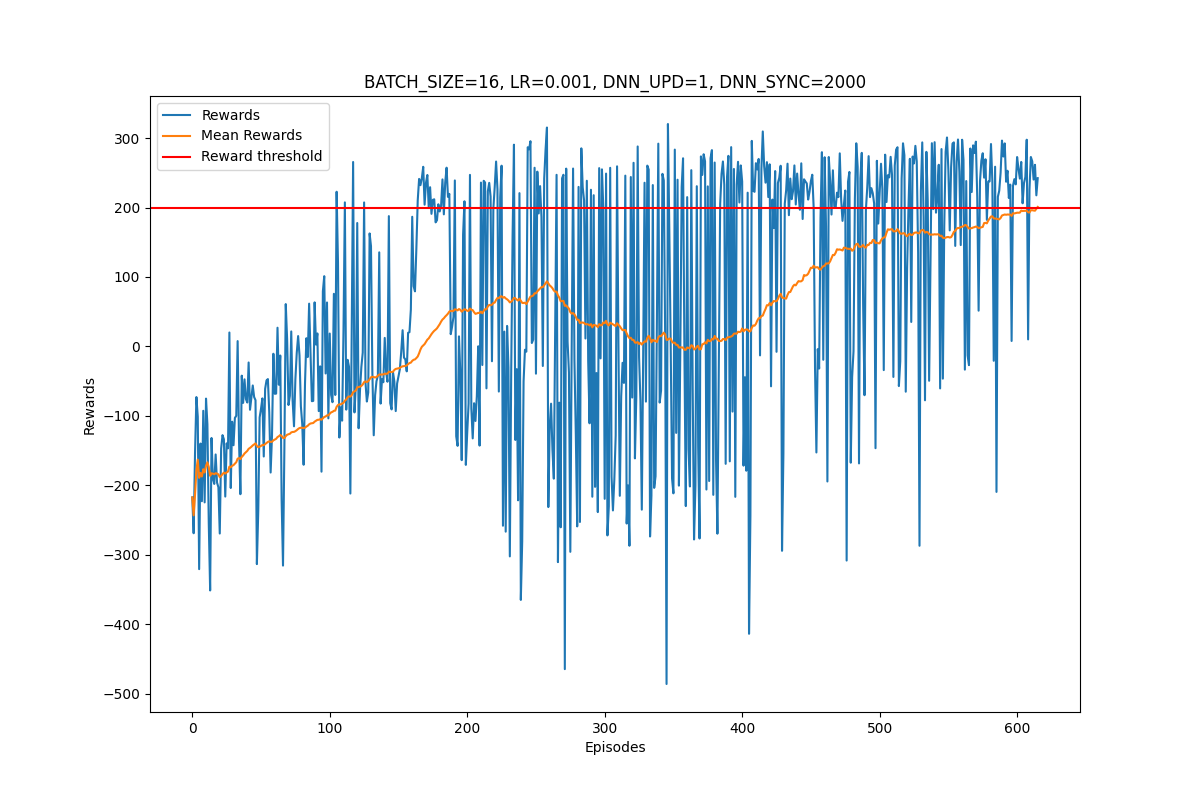 BATCH_SIZE=16, LR=0.001, DNN_UPD=1, DNN_SYNC=2000
Rewards
Mean Rewards
Reward threshold
300
200
100
0
−100
−200
−300
−400
−500
Rewards
0 100 200 300 400 500 600
Episodes